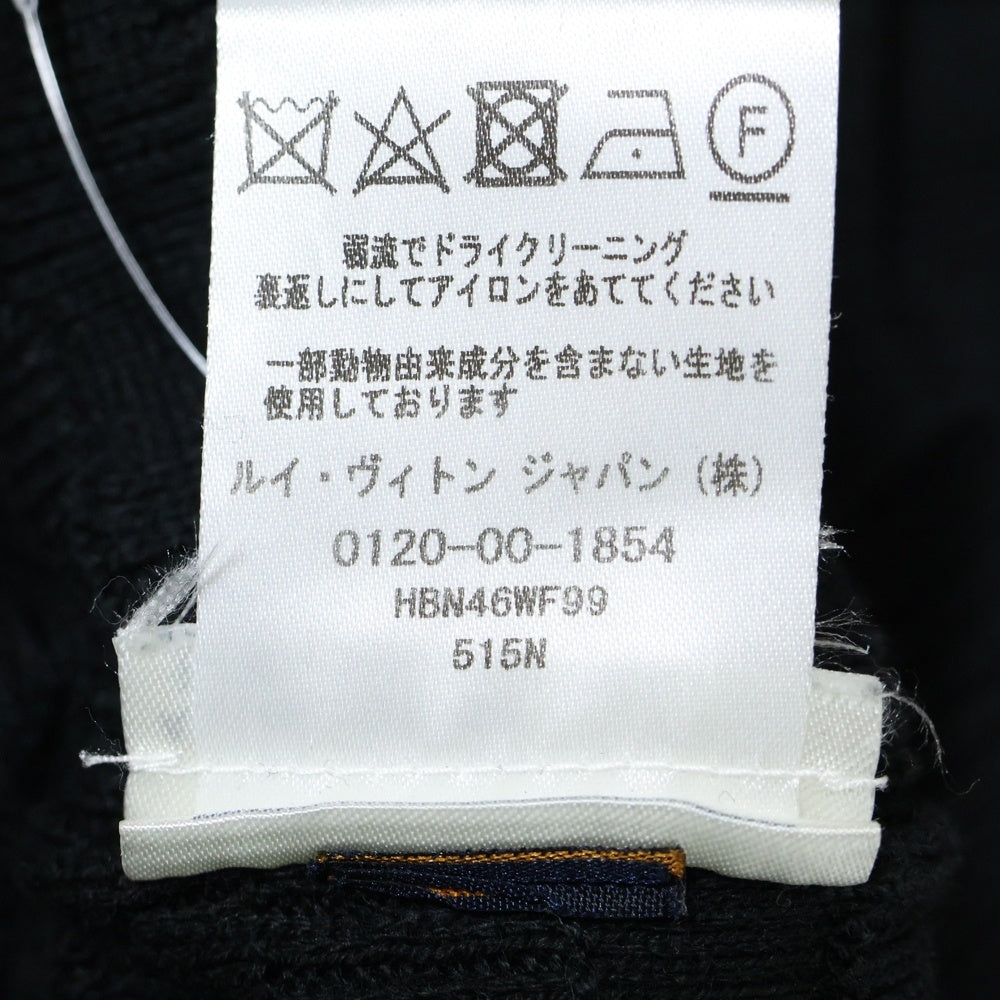 F
弱流でドライクリーニング
裏返しにしてアイロンをあててください
一部動物由来成分を含まない生地を
使用しております
ルイ・ヴィトン ジャパン (株)
0120-00-1854
HBN46WF99
515N